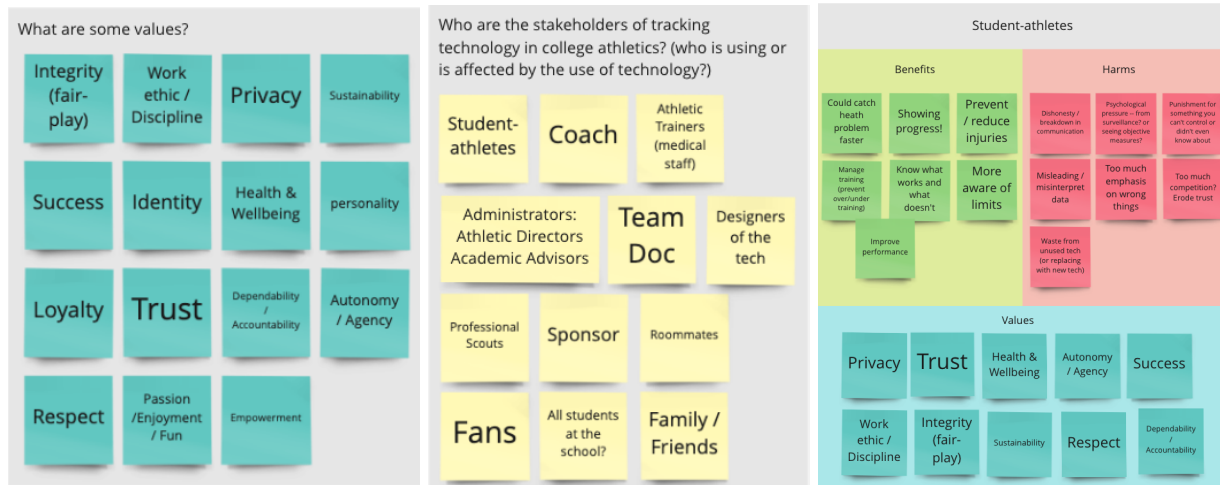 What are some values?
Integrity
(fair-
play)
Work
ethic /
Discipline
Privacy
Sustainability
Success
Identity
Health &
Wellbeing
personality
Loyalty
Trust
Dependability
/
Accountability
Autonomy
/ Agency
Respect
Passion
/Enjoyment
/ Fun
Empowerment
Who are the stakeholders of tracking
technology in college athletics? (who is using or
is affected by the use of technology?)
Student-
athletes
Coach
Athletic
Trainers
(medical
staff)
Administrators:
Athletic Directors
Academic Advisors
Team
Doc
Designers
of the
tech
Professional
Scouts
Sponsor
Roommates
Fans
All students
at the
school?
Family /
Friends
Student-athletes
Benefits
Could catch
heath
problem
faster
Showing
progress!
Prevent
/ reduce
injuries
Manage
training
(prevent
over/under
training)
Know what
works and
what
doesn't
More
aware of
limits
Improve
performance
Harms
Dishonesty /
breakdown in
communication
Psychological
pressure – from
surveillance? or
seeing objective
measures?
Punishment for
something you
can't control or
didn't even
know about
Misleading /
misinterpret
data
Too much
emphasis
on wrong
things
Too much
competition?
Erode trust
Waste from
unused tech
(or replacing
with new tech)
Values
Privacy
Trust
Health &
Wellbeing
Autonomy
/ Agency
Success
Work
ethic /
Discipline
Integrity
(fair-
play)
Sustainability
Respect
Dependability
/
Accountability